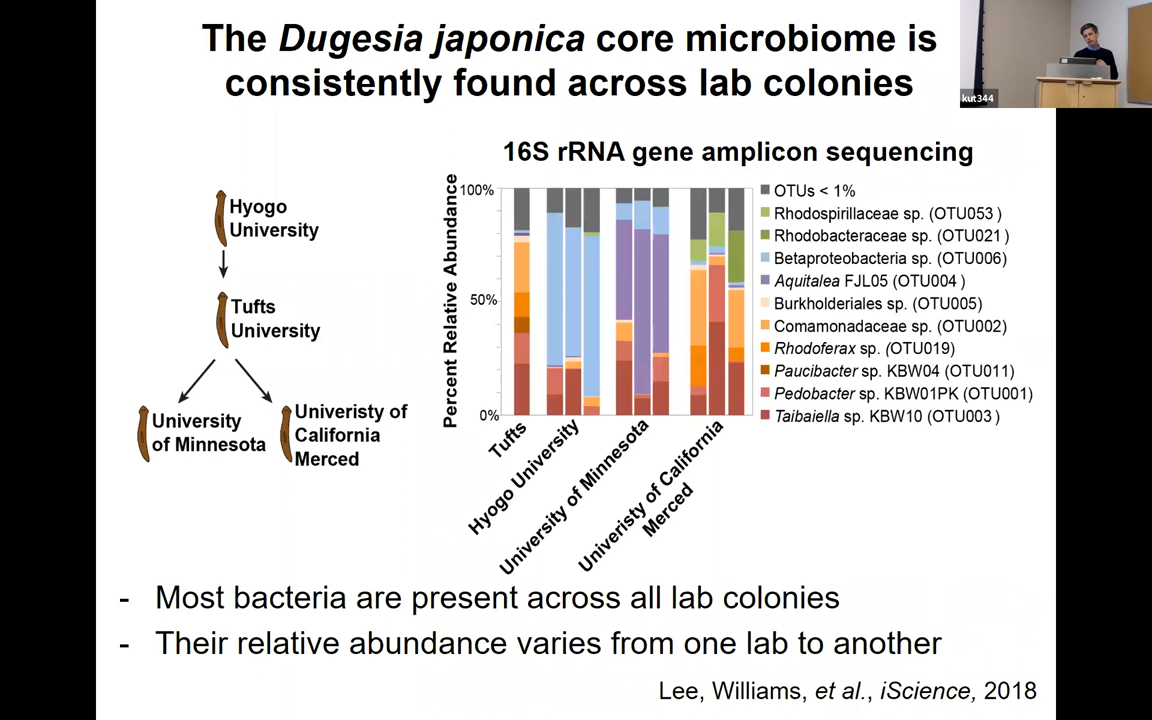 The Dugesia japonica core microbiome is
consistently found across lab colonies
kut344
Hyogo
University
Tufts
University
University
of Minnesota
Univeristy of
California
Merced
16S rRNA gene amplicon sequencing
Percent Relative Abundance
100%
50%
0%
Tufts
Hyogo University
University of Minnesota
Univeristy of California
Merced
OTUs < 1%
Rhodospirillaceae sp. (OTU053 )
Rhodobacteraceae sp. (OTU021 )
Betaproteobacteria sp. (OTU006)
Aquitalea FJL05 (OTU004 )
Burkholderiales sp. (OTU005)
Comamonadaceae sp. (OTU002)
Rhodoferax sp. (OTU019)
Paucibacter sp. KBW04 (OTU011)
Pedobacter sp. KBW01PK (OTU001)
Taibaiella sp. KBW10 (OTU003 )
- Most bacteria are present across all lab colonies
- Their relative abundance varies from one lab to another
Lee, Williams, et al., iScience, 2018